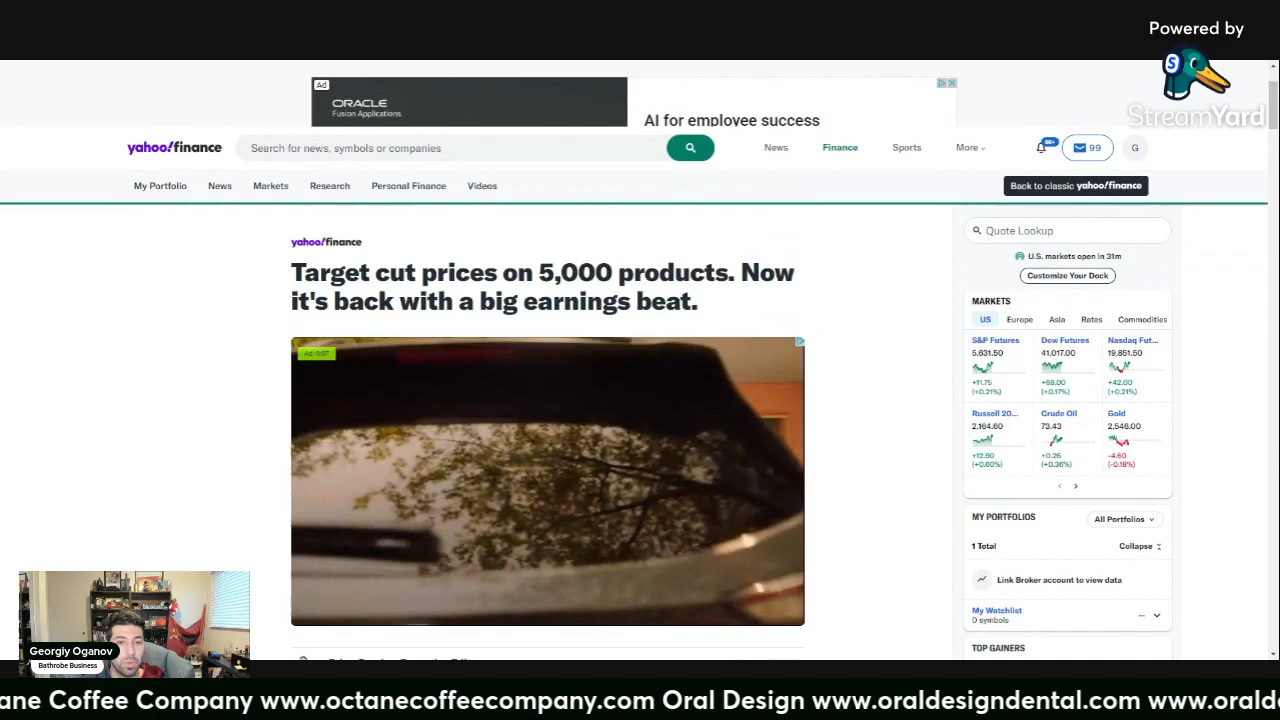 Powered by
StreamYard
Ad
ORACLE
Fusion Applications
AI for employee success
yahoo!finance
Search for news, symbols or companies
News
Finance
Sports
More
99+
99
G
My Portfolio
News
Markets
Research
Personal Finance
Videos
Back to classic yahoo!finance
yahoo!finance
Target cut prices on 5,000 products. Now
it's back with a big earnings beat.
Ad: 0:07
Quote Lookup
U.S. markets open in 31m
Customize Your Dock
MARKETS
US Europe Asia Rates Commodities
S&P Futures Dow Futures Nasdaq Fut...
5,631.50 41,017.00 19,851.50
+11.75 +68.00 +42.00
(+0.21%) (+0.17%) (+0.21%)
Russell 20... Crude Oil Gold
2,164.60 73.43 2,546.00
+12.90 +0.26 -4.60
(+0.60%) (+0.36%) (-0.18%)
MY PORTFOLIOS
All Portfolios
1 Total
Collapse
Link Broker account to view data
My Watchlist
--
0 symbols
TOP GAINERS
Georgiy Oganov
Bathrobe Business
ane Coffee Company www.octanecoffeecompany.com Oral Design www.oraldesigndental.com www.oralde